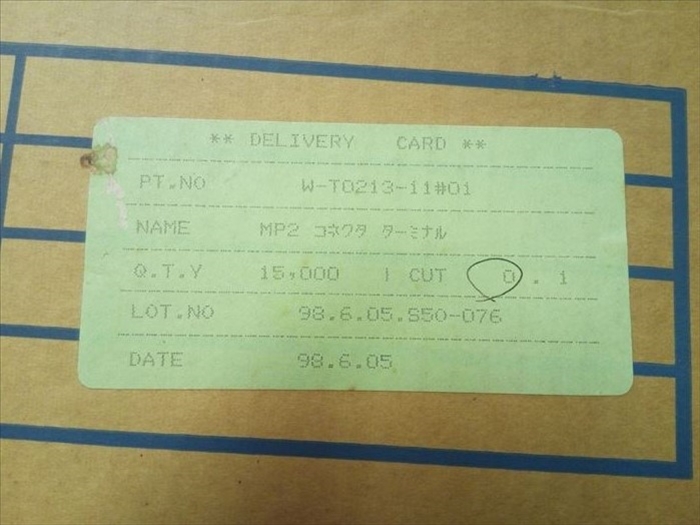 ** DELIVERY CARD **
PT.NO W-T0213-11#01
NAME MP2 コネクタ ターミナル
Q.T.Y 15,000 | CUT 0 . 1
LOT.NO 98.6.05.S50-076
DATE 98.6.05